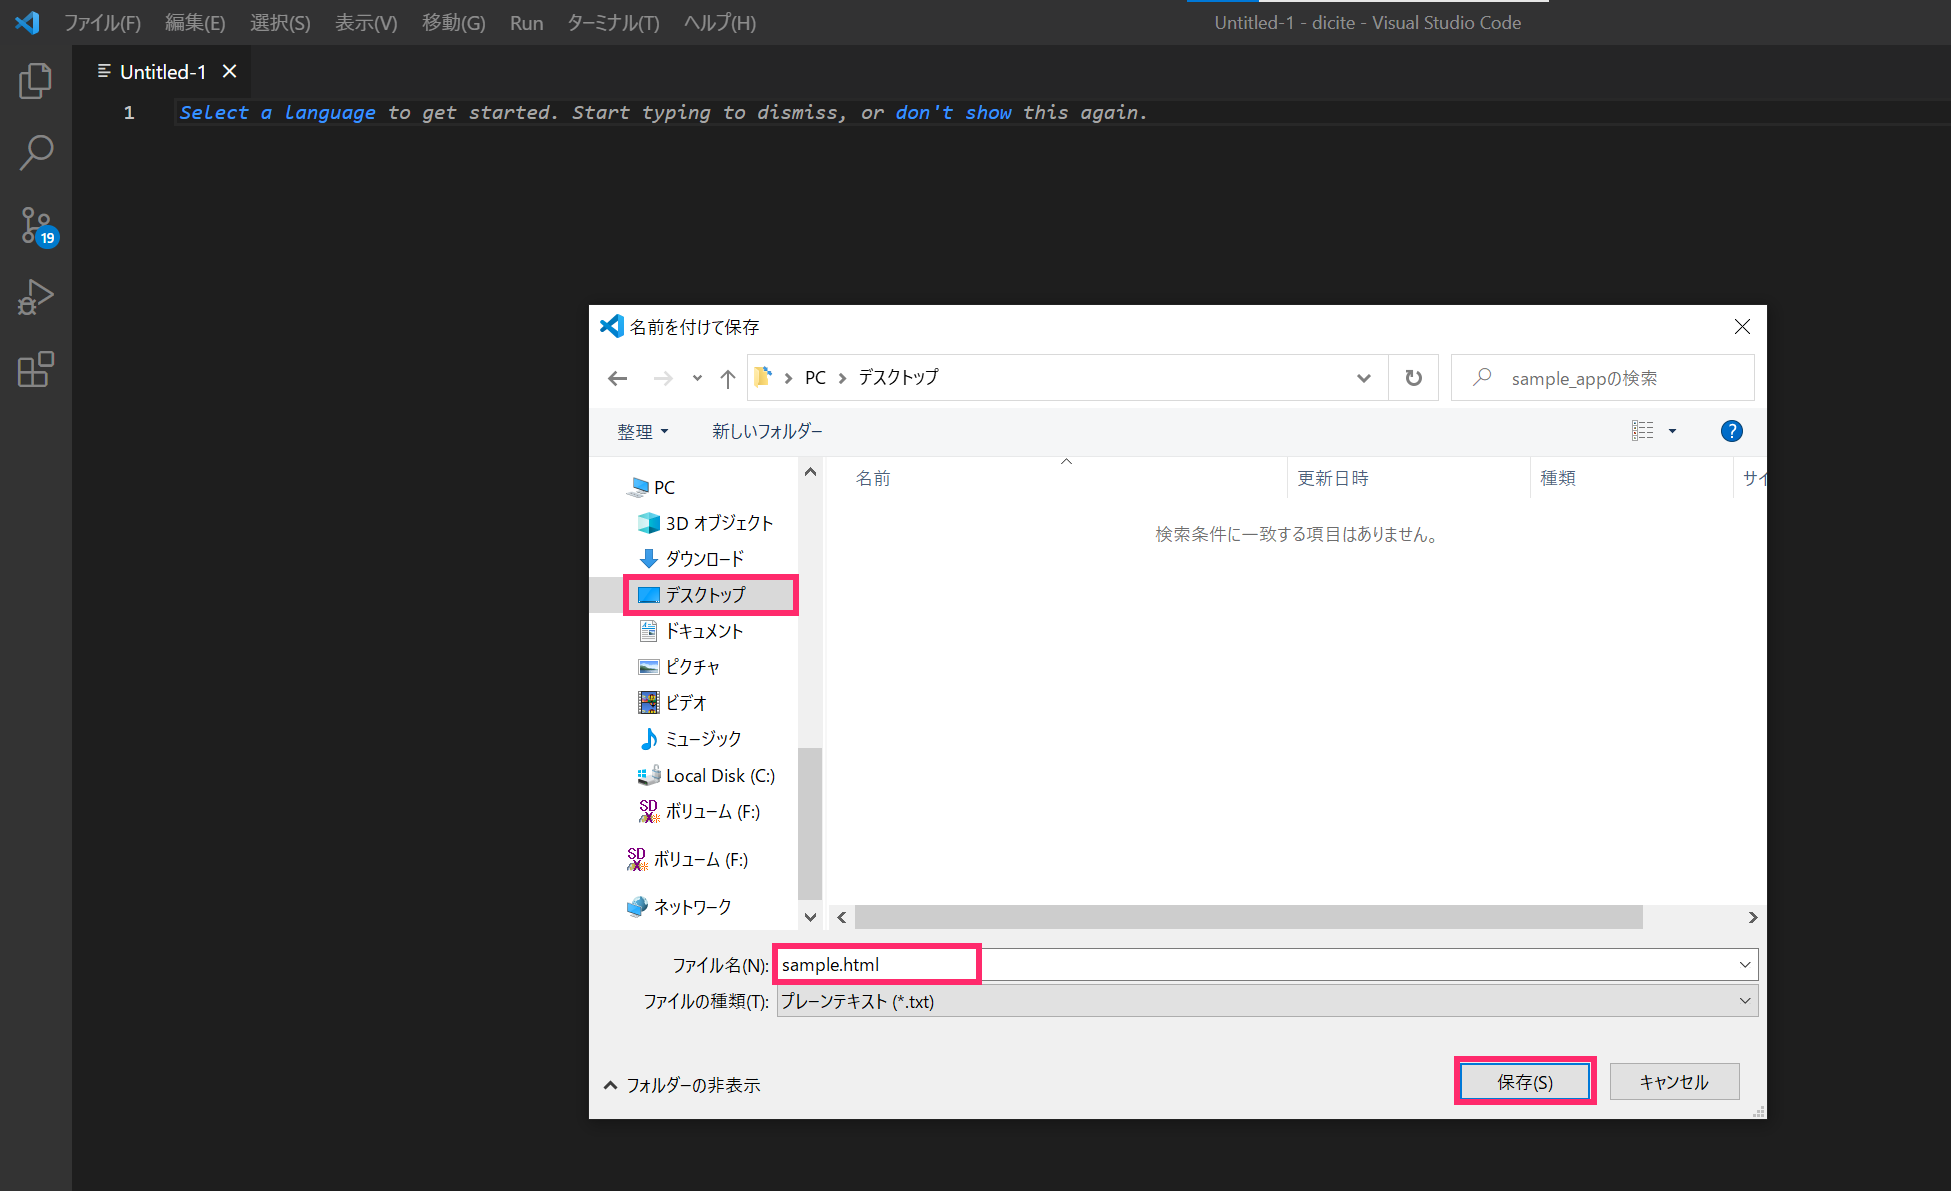 ファイル(F) 編集(E) 選択(S) 表示(V) 移動(G) Run ターミナル(T) ヘルプ(H) Untitled-1 - dicite - Visual Studio Code
Untitled-1
1 Select a language to get started. Start typing to dismiss, or don't show this again.
19
名前を付けて保存
PC デスクトップ sample_appの検索
整理 新しいフォルダー ?
名前 更新日時 種類 サイ
検索条件に一致する項目はありません。
PC
3D オブジェクト
ダウンロード
デスクトップ
ドキュメント
ピクチャ
ビデオ
ミュージック
Local Disk (C:)
SD ボリューム (F:)
SD ボリューム (F:)
ネットワーク
ファイル名(N): sample.html
ファイルの種類(T): プレーンテキスト (*.txt)
フォルダーの非表示 保存(S) キャンセル